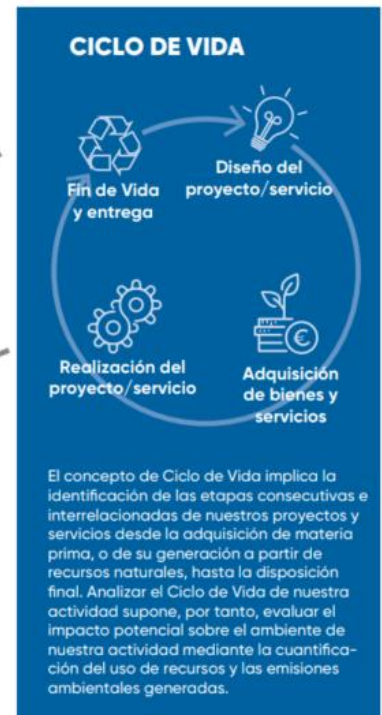 CICLO DE VIDA
Fin de Vida
y entrega
Diseño del
proyecto/servicio
Realización del
proyecto/servicio
Adquisición
de bienes y
servicios
€
El concepto de Ciclo de Vida implica la
identificación de las etapas consecutivas e
interrelacionadas de nuestros proyectos y
servicios desde la adquisición de materia
prima, o de su generación a partir de
recursos naturales, hasta la disposición
final. Analizar el Ciclo de Vida de nuestra
actividad supone, por tanto, evaluar el
impacto potencial sobre el ambiente de
nuestra actividad mediante la cuantifica-
ción del uso de recursos y las emisiones
ambientales generadas.